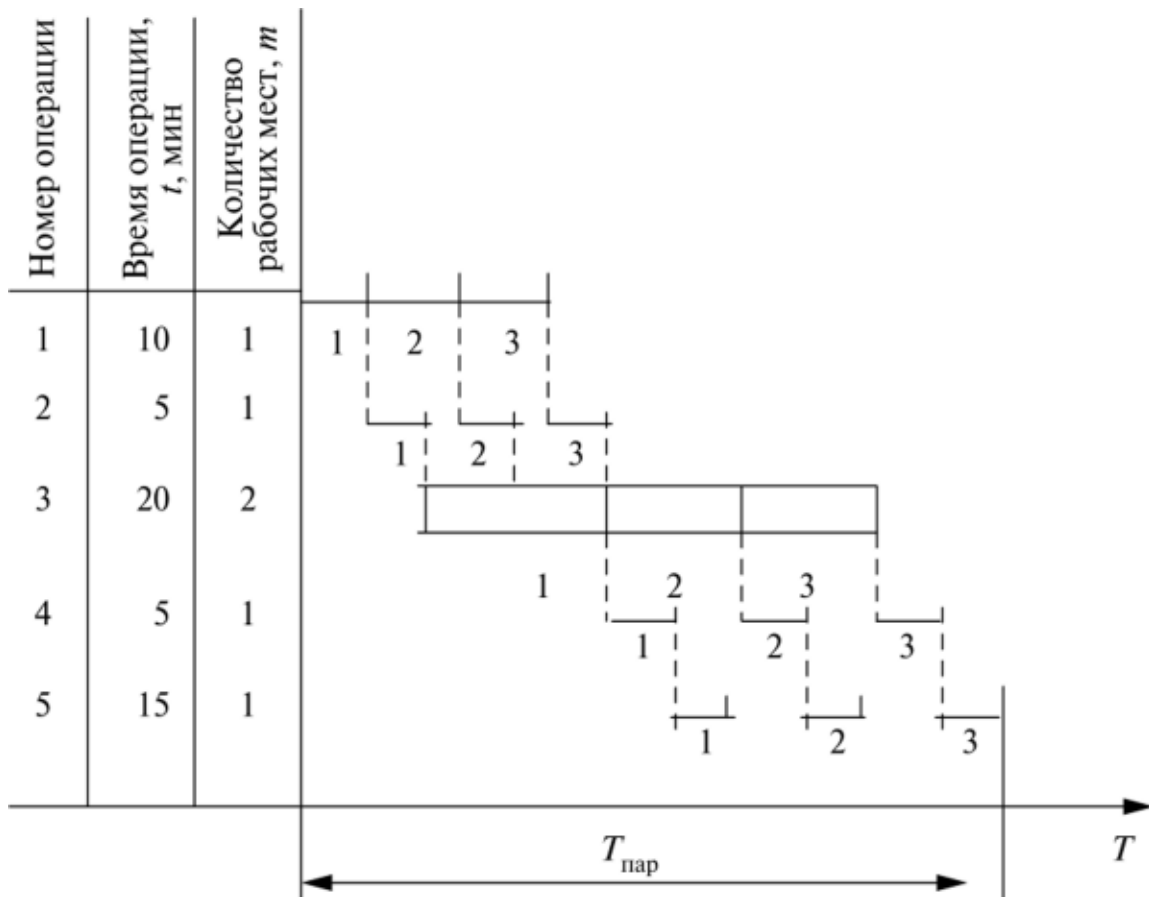 Номер операции
Время операции,
t, мин
Количество
рабочих мест, m
1 10 1
1 2 3
2 5 1
1 2 3
3 20 2
1 2 3
4 5 1
1 2 3
5 15 1
1 2 3
Tпар
T